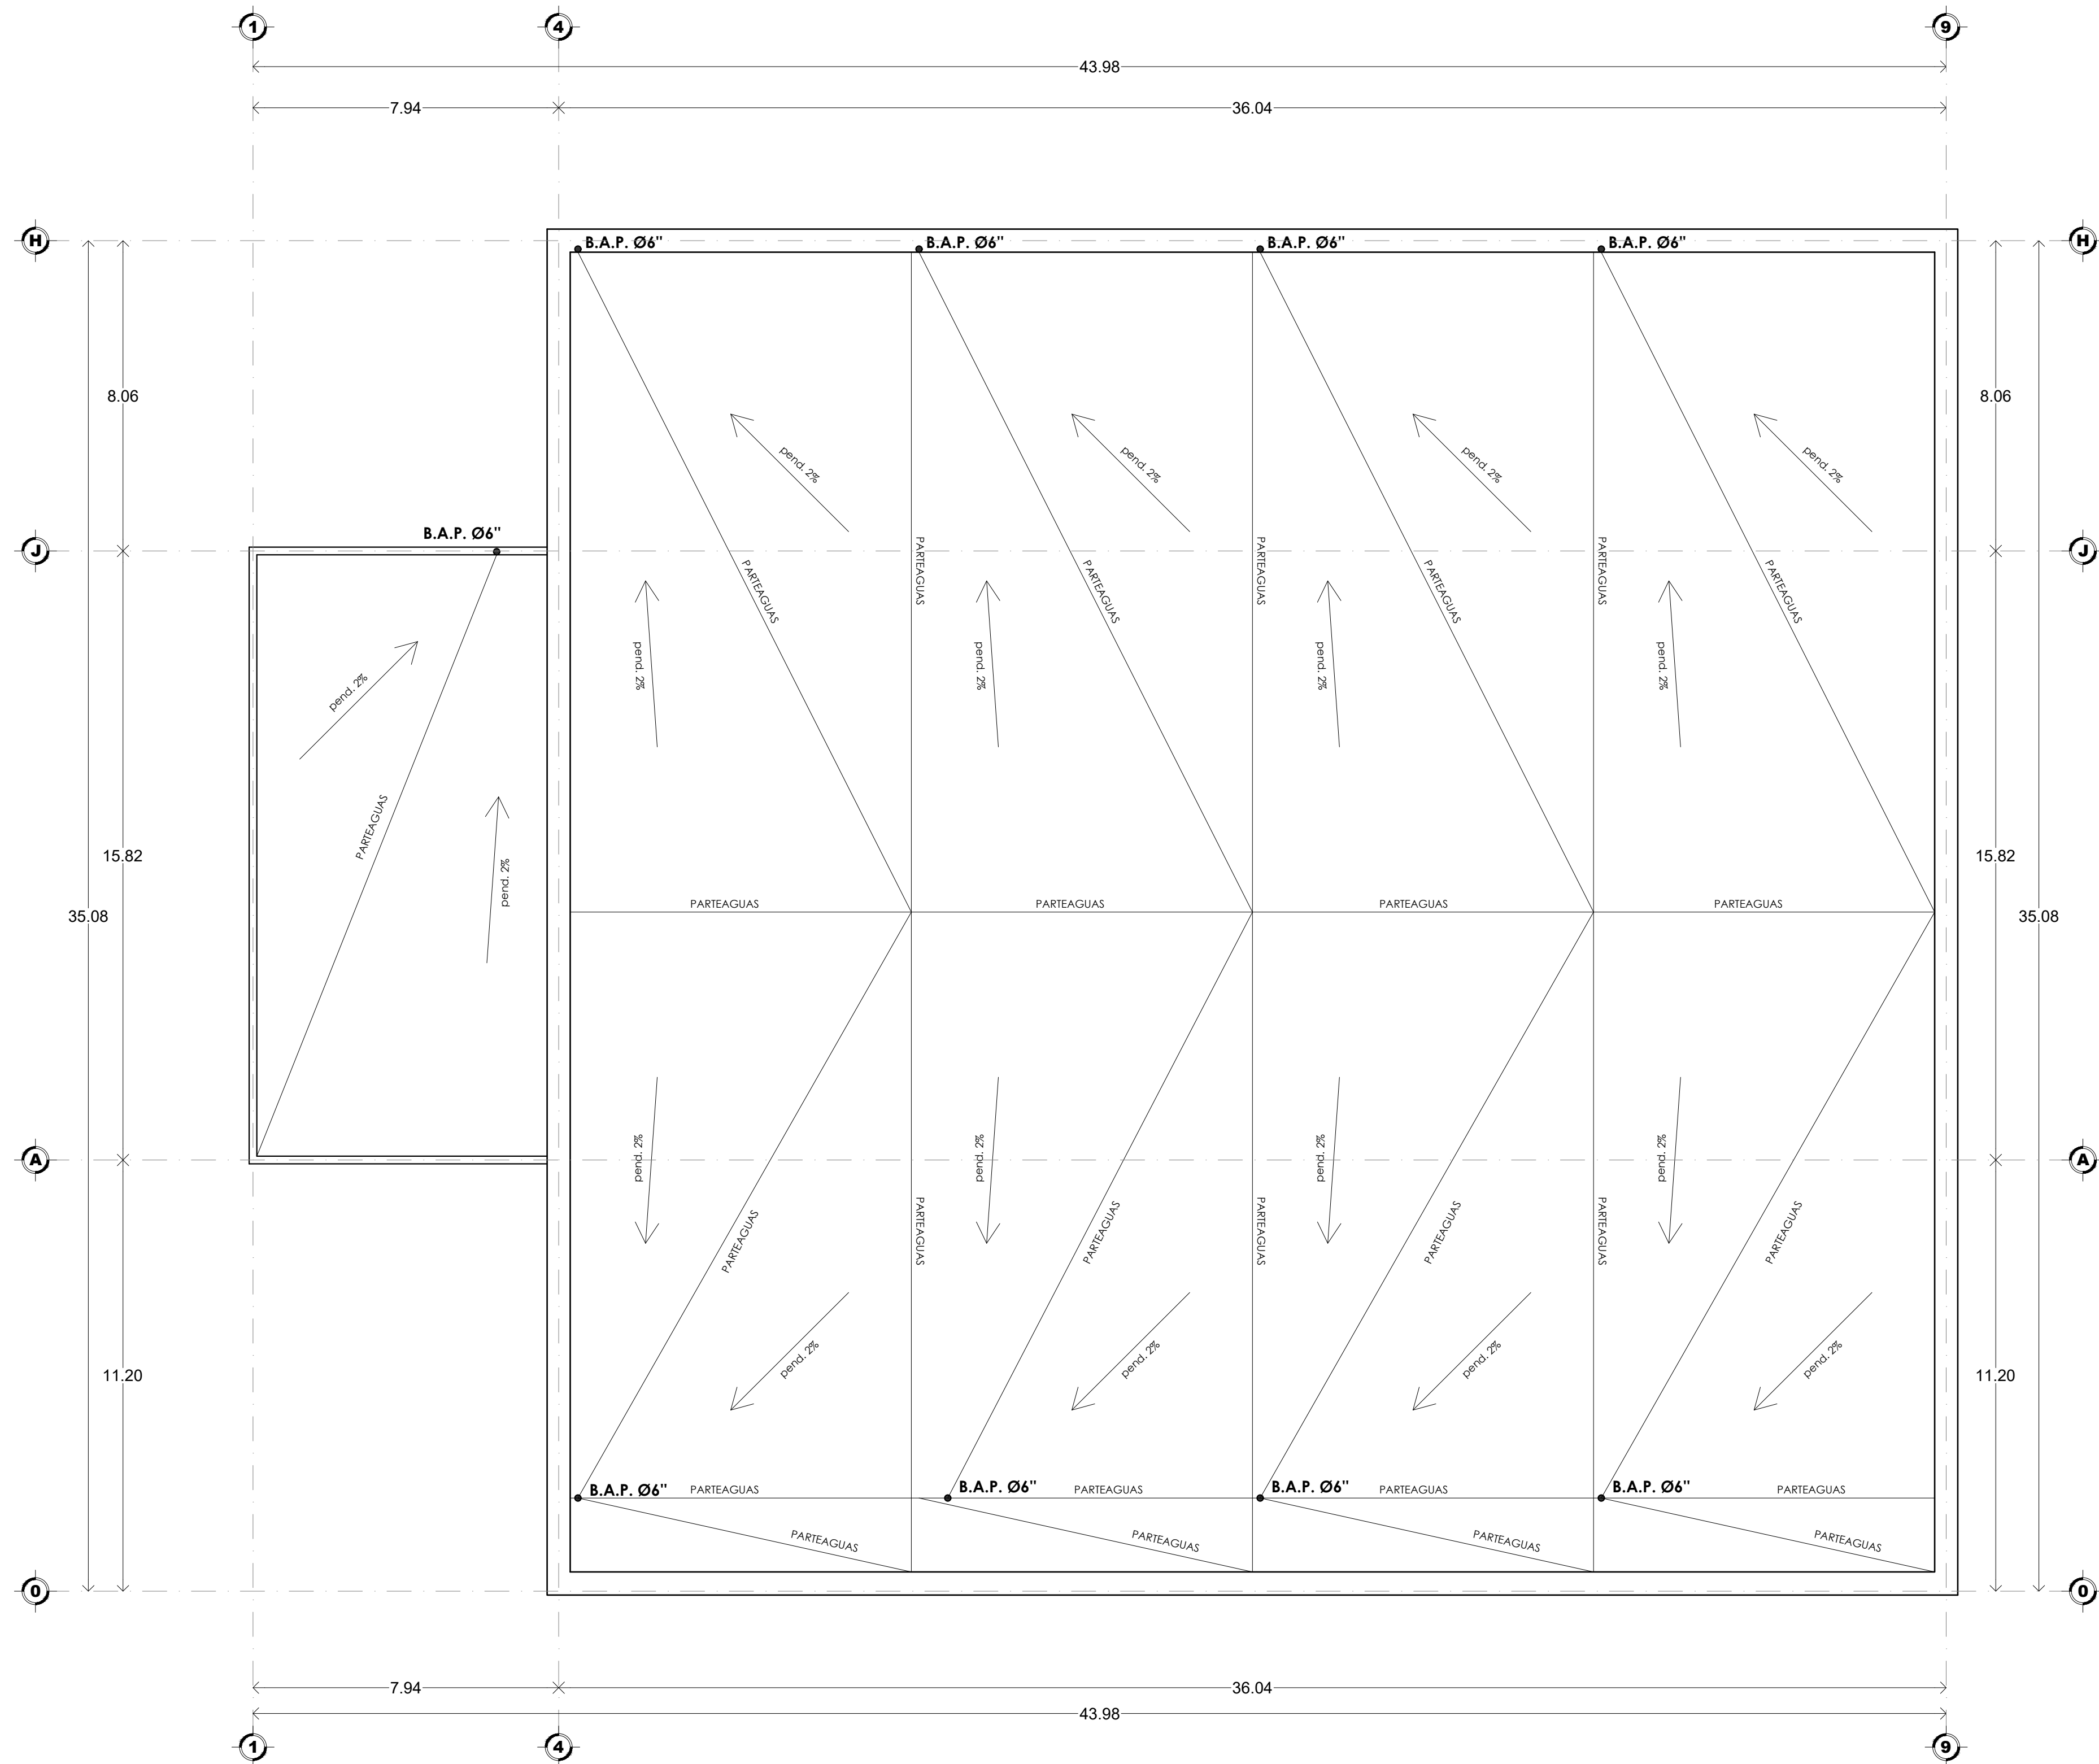 1 4 9
43.98
7.94 36.04
H B.A.P. Ø6" B.A.P. Ø6" B.A.P. Ø6" B.A.P. Ø6" H
8.06 8.06
pend. 2% pend. 2% pend. 2% pend. 2%
B.A.P. Ø6"
J J
PARTEAGUAS PARTEAGUAS PARTEAGUAS
PARTEAGUAS PARTEAGUAS PARTEAGUAS PARTEAGUAS
pend. 2% pend. 2% pend. 2% pend. 2% pend. 2%
PARTEAGUAS
15.82 15.82
pend. 2%
PARTEAGUAS PARTEAGUAS PARTEAGUAS PARTEAGUAS
35.08 35.08
pend. 2% pend. 2% pend. 2% pend. 2%
A A
PARTEAGUAS PARTEAGUAS PARTEAGUAS
PARTEAGUAS PARTEAGUAS PARTEAGUAS PARTEAGUAS
pend. 2% pend. 2% pend. 2% pend. 2%
11.20 11.20
B.A.P. Ø6" PARTEAGUAS B.A.P. Ø6" PARTEAGUAS B.A.P. Ø6" PARTEAGUAS B.A.P. Ø6" PARTEAGUAS
PARTEAGUAS PARTEAGUAS PARTEAGUAS PARTEAGUAS
0 0
7.94 36.04
43.98
1 4 9